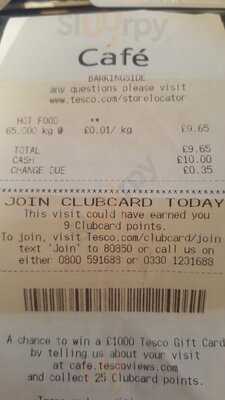 Slurrpy
Café
BARKINGSIDE
any questions please visit
www.tesco.com/storelocator
HOT FOOD **
65.000 kg @ £0.01/ kg £9.65
TOTAL £9.65
CASH £10.00
CHANGE DUE £0.35
JOIN CLUBCARD TODAY
This visit could have earned you
9 Clubcard points.
To join, visit Tesco.com/clubcard/join
text 'Join' to 80850 or call us on
either 0800 591688 or 0330 1231688
A chance to win a £1000 Tesco Gift Card
by telling us about your visit
at cafe.tescoviews.com
and collect 25 Clubcard points.